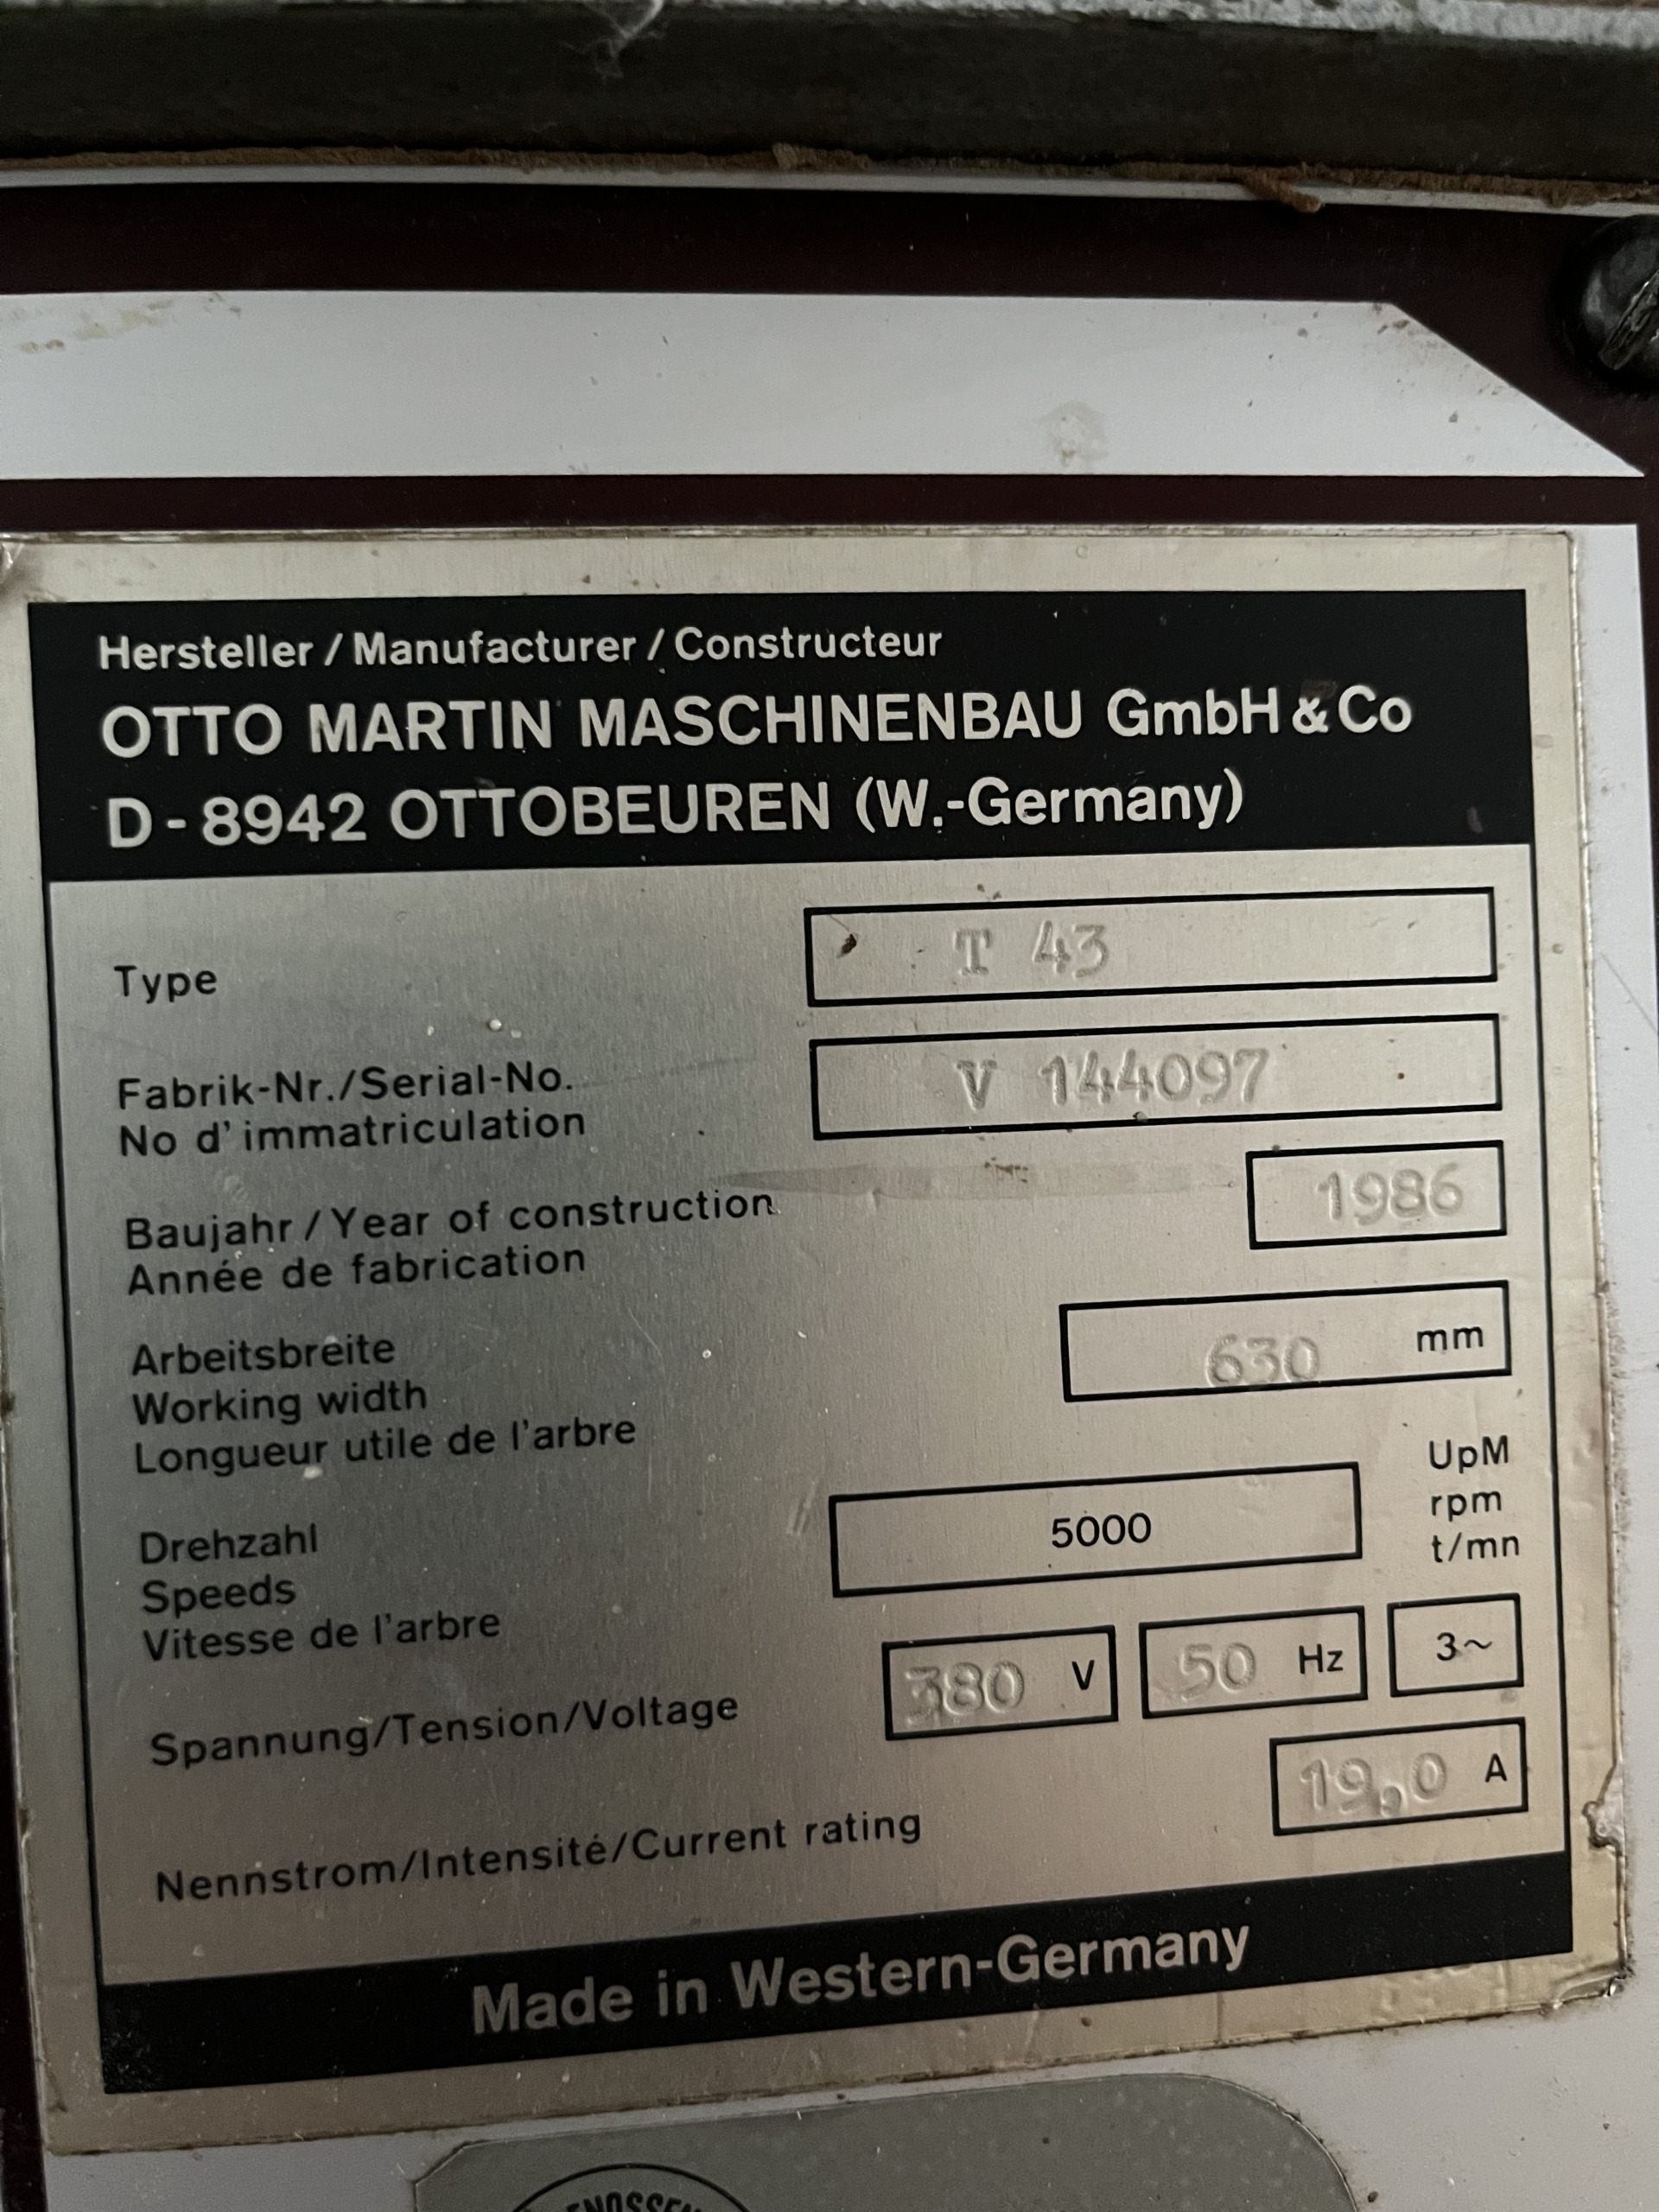 Hersteller / Manufacturer / Constructeur
OTTO MARTIN MASCHINENBAU GmbH & Co
D - 8942 OTTOBEUREN (W.-Germany)
Type T 43
Fabrik-Nr./Serial-No. V 144097
No d' immatriculation
Baujahr / Year of construction 1986
Année de fabrication
Arbeitsbreite 630 mm
Working width
Longueur utile de l'arbre
Drehzahl 5000 UpM
Speeds rpm
Vitesse de l'arbre t/mn
Spannung/Tension/Voltage 380 V 50 Hz 3~
Nennstrom/Intensité/Current rating 19,0 A
Made in Western-Germany